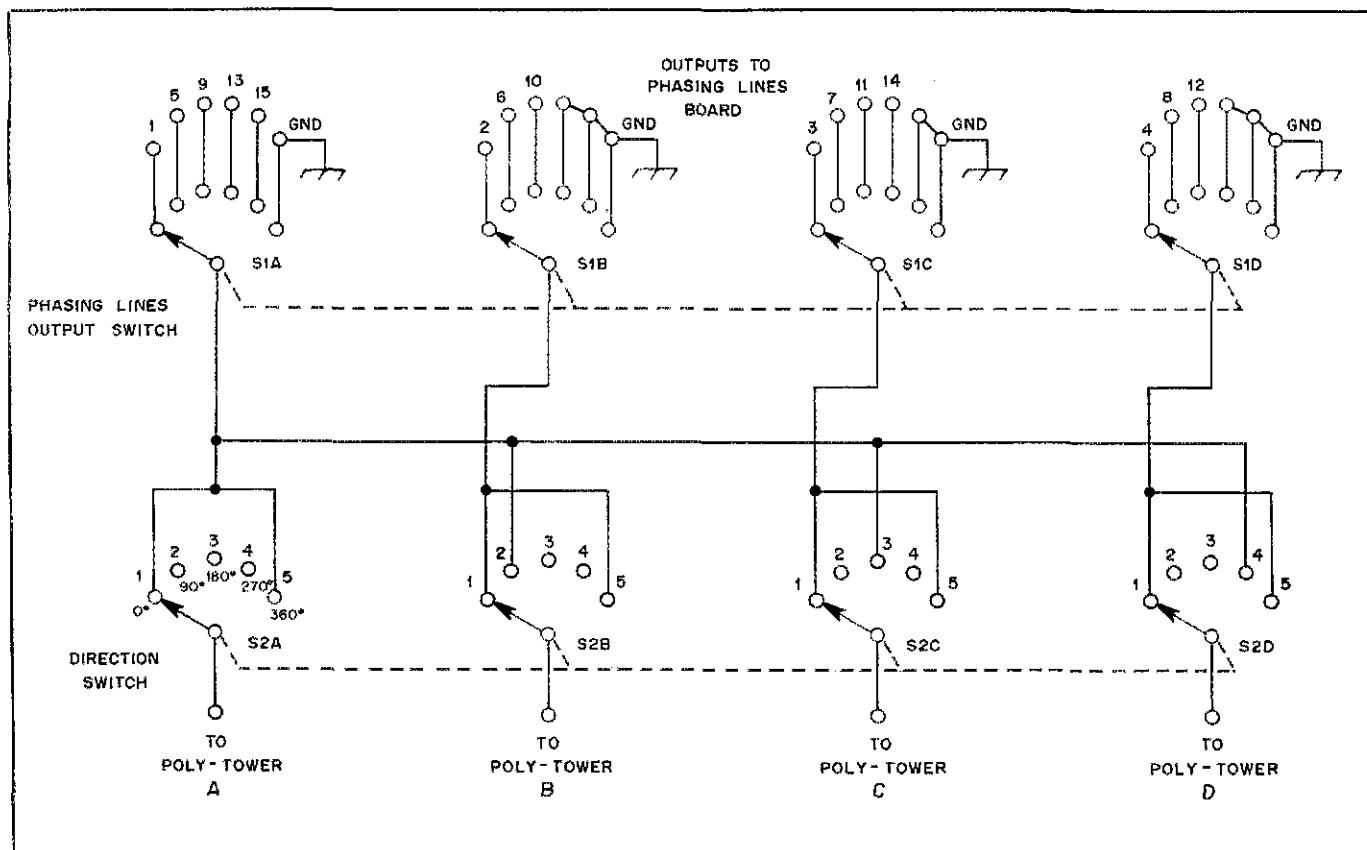 OUTPUTS TO
PHASING LINES
BOARD
1 5 9 13 15 GND
2 6 10 GND
3 7 11 14 GND
4 8 12 GND
S1A S1B S1C S1D
PHASING LINES
OUTPUT SWITCH
1 2 3 4 5
0° 90° 180° 270° 360°
1 2 3 4 5
1 2 3 4 5
1 2 3 4 5
S2A S2B S2C S2D
DIRECTION
SWITCH
TO
POLY-TOWER
A
TO
POLY-TOWER
B
TO
POLY-TOWER
C
TO
POLY-TOWER
D